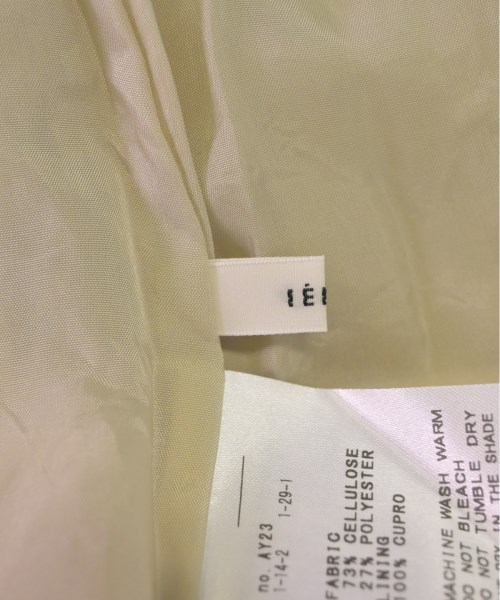 no. AY23
1-14-2 1-29-1
FABRIC
73% CELLULOSE
27% POLYESTER
LINING
100% CUPRO
MACHINE WASH WARM
DO NOT BLEACH
DO NOT TUMBLE DRY
IN THE SHADE